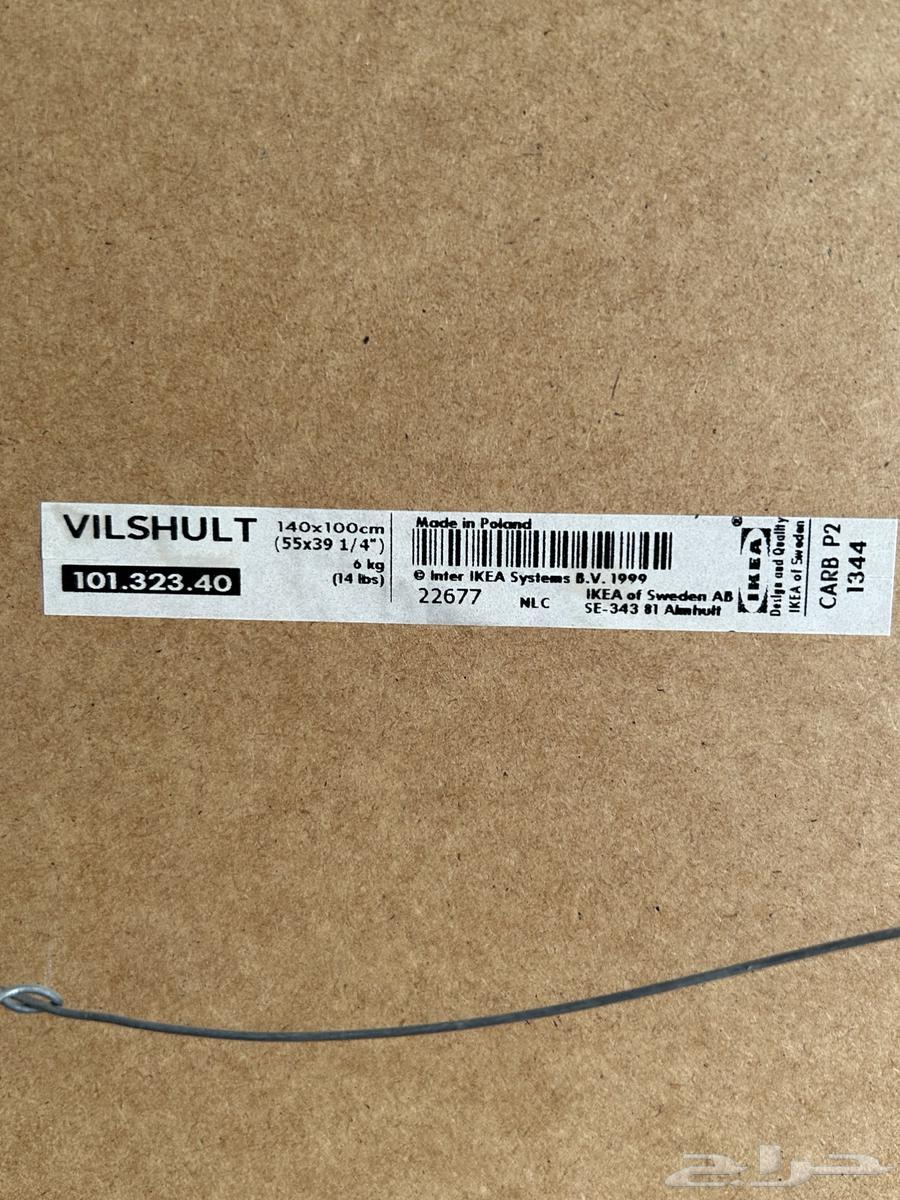 VILSHULT
101.323.40
140x100cm
(55x39 1/4")
6 kg
(14 lbs)
Made in Poland
© Inter IKEA Systems B.V. 1999
22677
NLC
IKEA of Sweden AB
SE-343 81 Älmhult
®
IKEA
Design and Quality
IKEA of Sweden
CARB P2
1344
حراج